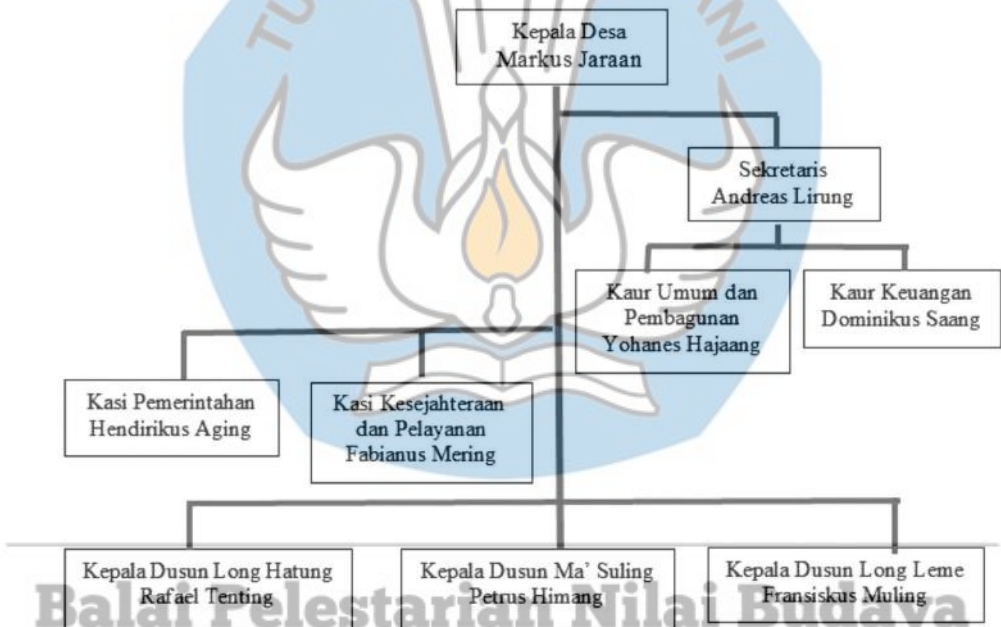 Kepala Desa
Markus Jaraan
Sekretaris
Andreas Lirung
Kaur Umum dan
Pembagunan
Yohanes Hajaang
Kaur Keuangan
Dominikus Saang
Kasi Pemerintahan
Hendirikus Aging
Kasi Kesejahteraan
dan Pelayanan
Fabianus Mering
Kepala Dusun Long Hatung
Rafael Tenting
Kepala Dusun Ma’ Suling
Petrus Himang
Kepala Dusun Long Leme
Fransiskus Muling
Balai Pelestarian Nilai Budaya